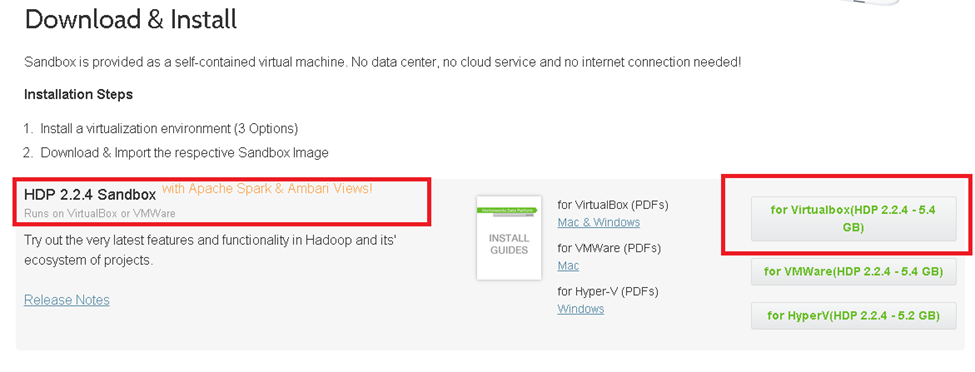 Download & Install
Sandbox is provided as a self-contained virtual machine. No data center, no cloud service and no internet connection needed!
Installation Steps
1. Install a virtualization environment (3 Options)
2. Download & Import the respective Sandbox Image
HDP 2.2.4 Sandbox with Apache Spark & Ambari Views!
Runs on VirtualBox or VMWare
Try out the very latest features and functionality in Hadoop and its'
ecosystem of projects.
Release Notes
Hortonworks Data Platform
INSTALL
GUIDES
for VirtualBox (PDFs)
Mac & Windows
for VMWare (PDFs)
Mac
for Hyper-V (PDFs)
Windows
for Virtualbox(HDP 2.2.4 - 5.4
GB)
for VMWare(HDP 2.2.4 - 5.4 GB)
for HyperV(HDP 2.2.4 - 5.2 GB)